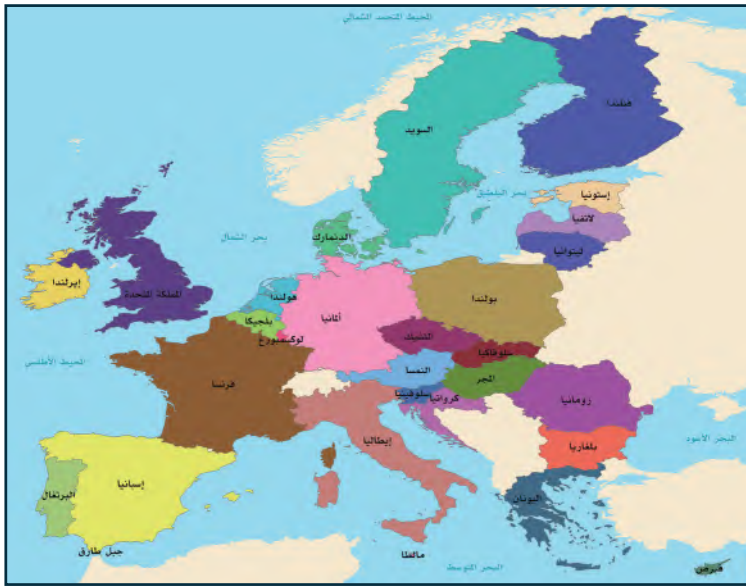 المحيط المتجمد الشمالي
فنلندا
السويد
إستونيا
بحر البلطيق
لاتفيا
الدنمارك
بحر الشمال
ليتوانيا
إيرلندا
المملكة المتحدة
هولندا
بولندا
ألمانيا
بلجيكا
لوكسمبورغ
التشيك
سلوفاكيا
المحيط الأطلسي
النمسا
المجر
فرنسا
سلوفينيا
كرواتيا
رومانيا
إيطاليا
بلغاريا
البحر الأسود
إسبانيا
البرتغال
اليونان
جبل طارق
مالطا
البحر المتوسط
قبرص